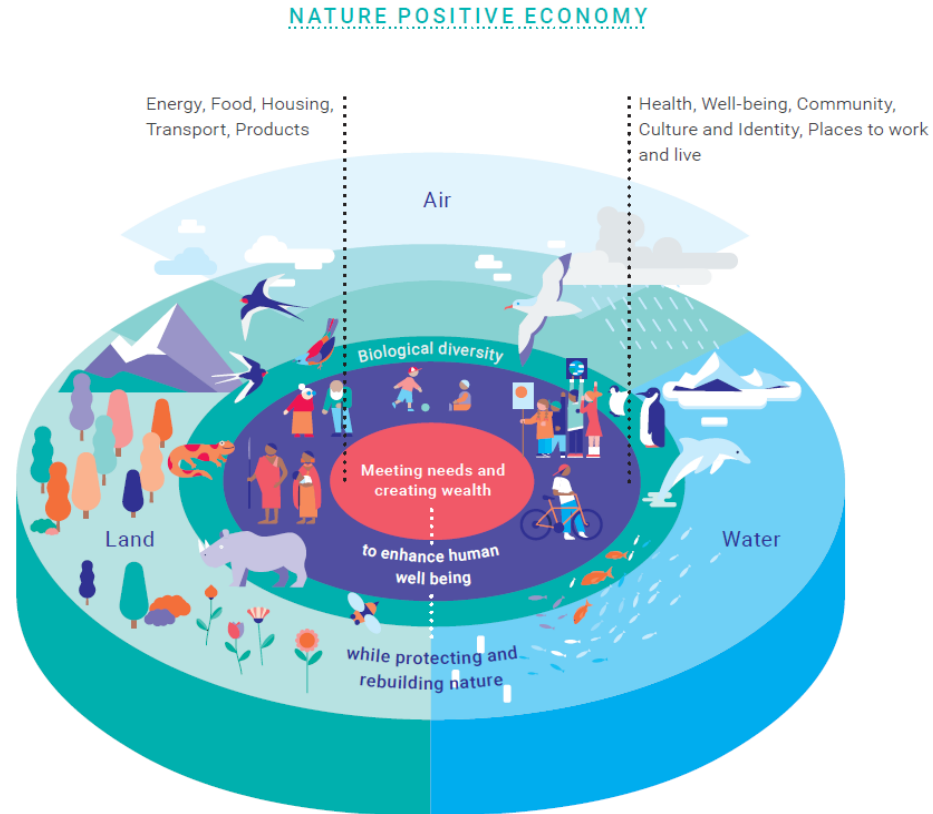 NATURE POSITIVE ECONOMY
Energy, Food, Housing,
Transport, Products
Health, Well-being, Community,
Culture and Identity, Places to work
and live
Air
Biological diversity
Meeting needs and
creating wealth
Land
Water
to enhance human
well being
while protecting and
rebuilding nature